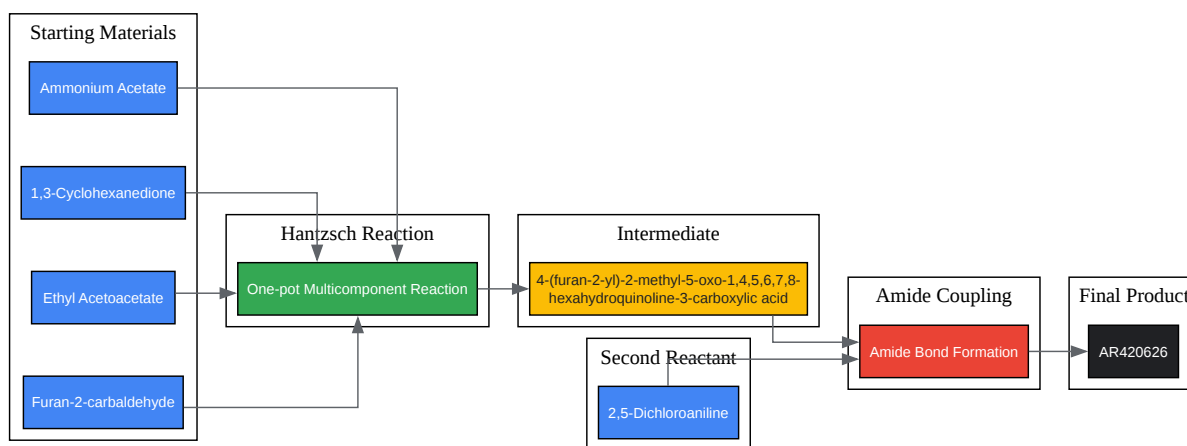 Starting Materials
Ammonium Acetate
1,3-Cyclohexanedione
Ethyl Acetoacetate
Furan-2-carbaldehyde
Hantzsch Reaction
One-pot Multicomponent Reaction
Intermediate
4-(furan-2-yl)-2-methyl-5-oxo-1,4,5,6,7,8-
hexahydroquinoline-3-carboxylic acid
Second Reactant
2,5-Dichloroaniline
Amide Coupling
Amide Bond Formation
Final Product
AR420626